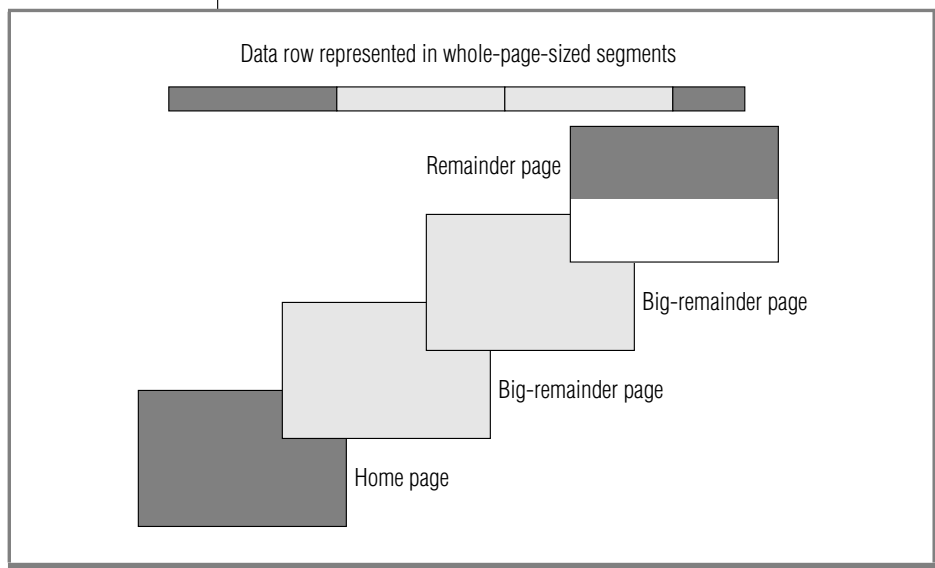 Data row represented in whole-page-sized segments
Remainder page
Big-remainder page
Big-remainder page
Home page